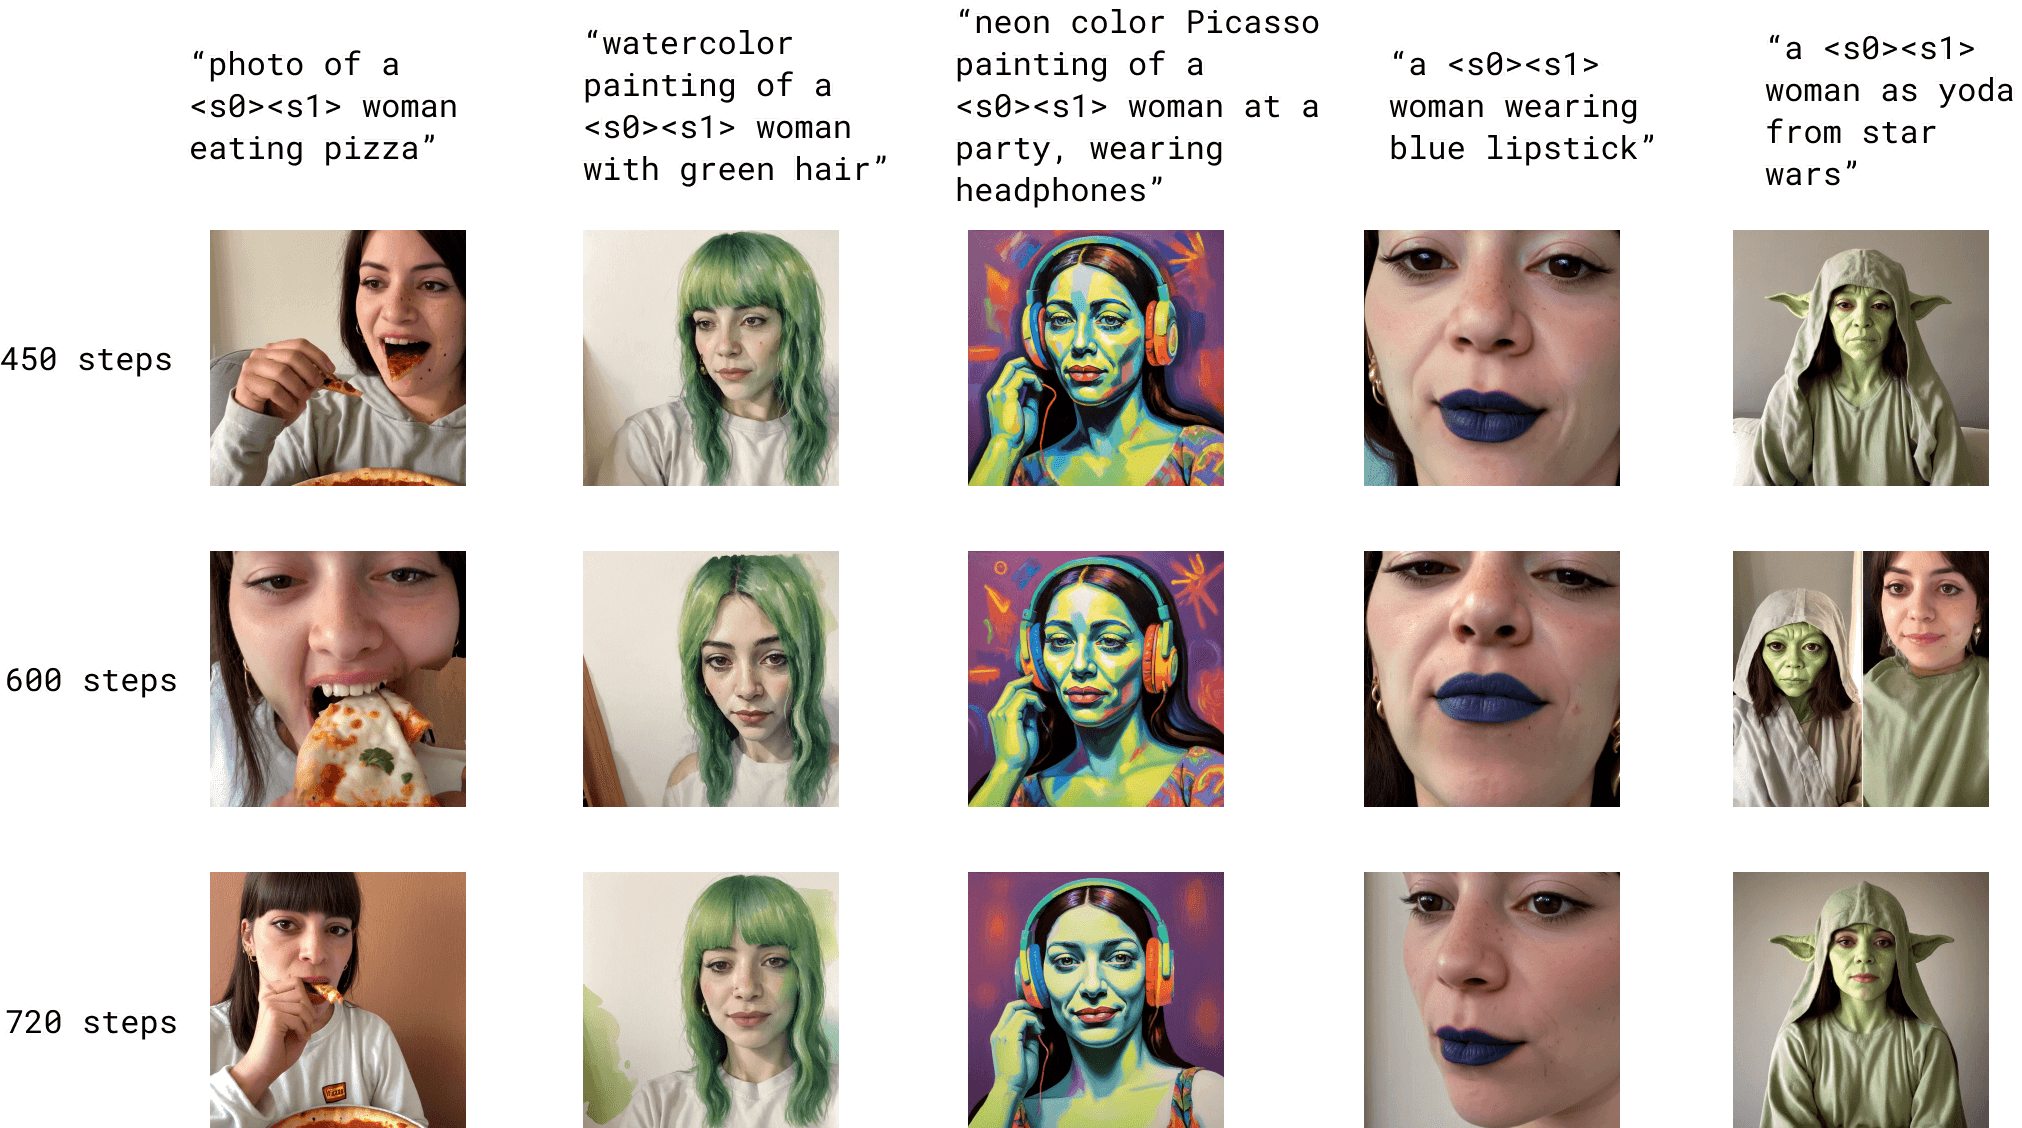 “photo of a
<s0><s1> woman
eating pizza”
“watercolor
painting of a
<s0><s1> woman
with green hair”
“neon color Picasso
painting of a
<s0><s1> woman at a
party, wearing
headphones”
“a <s0><s1>
woman wearing
blue lipstick”
“a <s0><s1>
woman as yoda
from star
wars”
450 steps
600 steps
720 steps